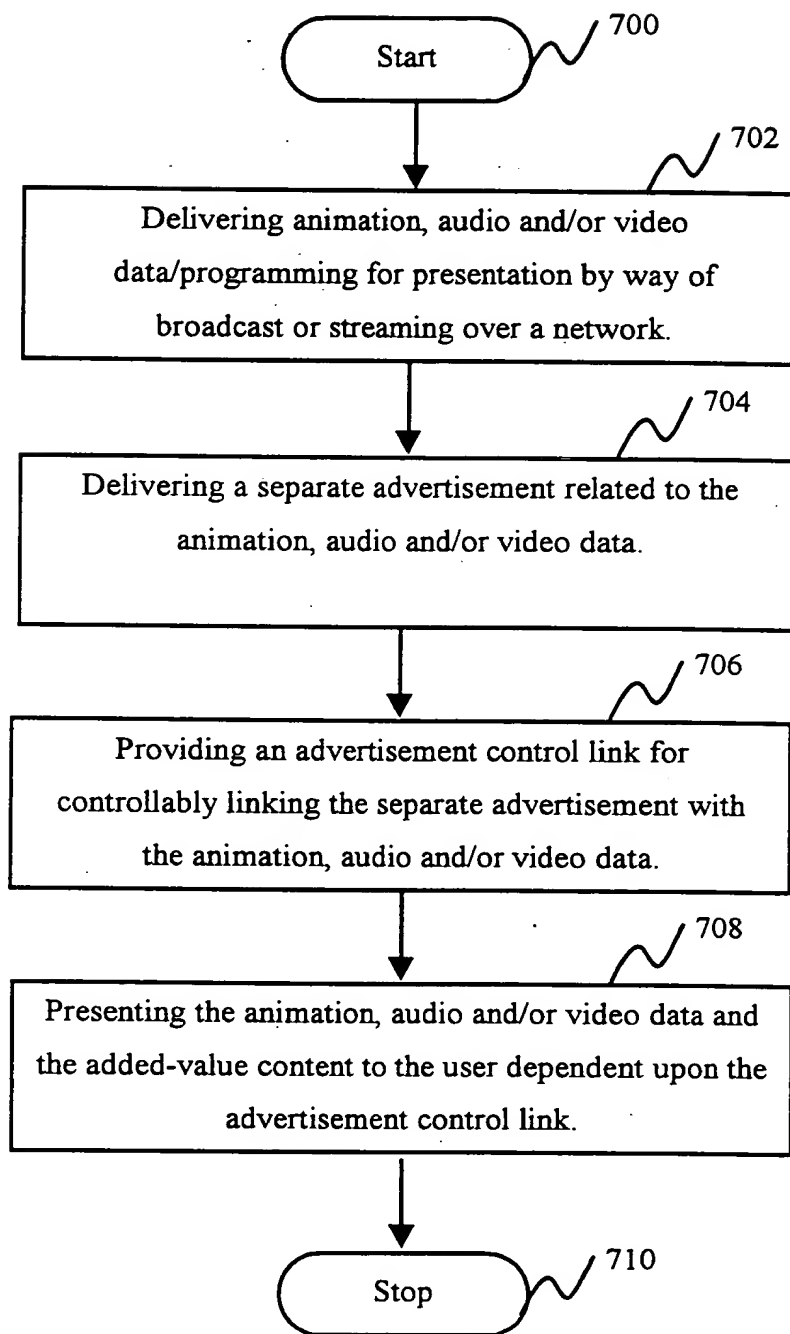 700
Start
702
Delivering animation, audio and/or video
data/programming for presentation by way of
broadcast or streaming over a network.
704
Delivering a separate advertisement related to the
animation, audio and/or video data.
706
Providing an advertisement control link for
controllably linking the separate advertisement with
the animation, audio and/or video data.
708
Presenting the animation, audio and/or video data and
the added-value content to the user dependent upon the
advertisement control link.
710
Stop